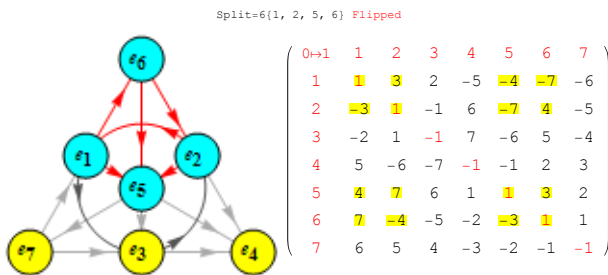 Split=6{1, 2, 5, 6} Flipped
e6
e1
e2
e5
e7
e3
e4
0↦1 1 2 3 4 5 6 7
1 1 3 2 −5 −4 −7 −6
2 −3 1 −1 6 −7 4 −5
3 −2 1 −1 7 −6 5 −4
4 5 −6 −7 −1 −1 2 3
5 4 7 6 1 1 3 2
6 7 −4 −5 −2 −3 1 1
7 6 5 4 −3 −2 −1 −1